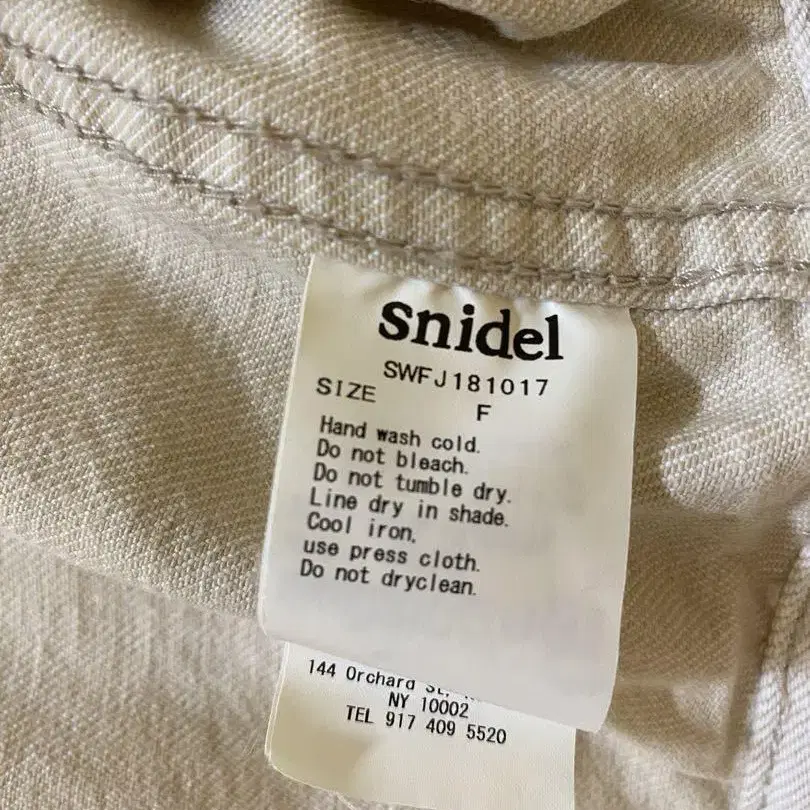 snidel
SWFJ181017
SIZE F
Hand wash cold.
Do not bleach.
Do not tumble dry.
Line dry in shade.
Cool iron,
use press cloth.
Do not dryclean.
144 Orchard St,
NY 10002
TEL 917 409 5520